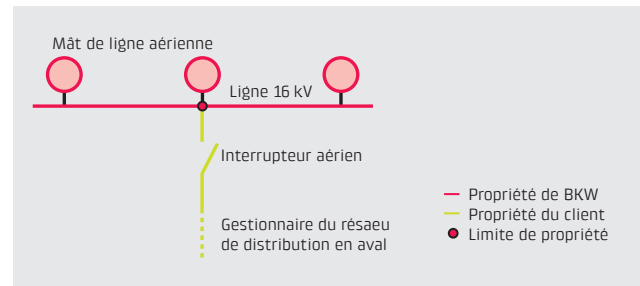 Mât de ligne aérienne
Ligne 16 kV
Interrupteur aérien
Gestionnaire du résaeu
de distribution en aval
Propriété de BKW
Propriété du client
Limite de propriété